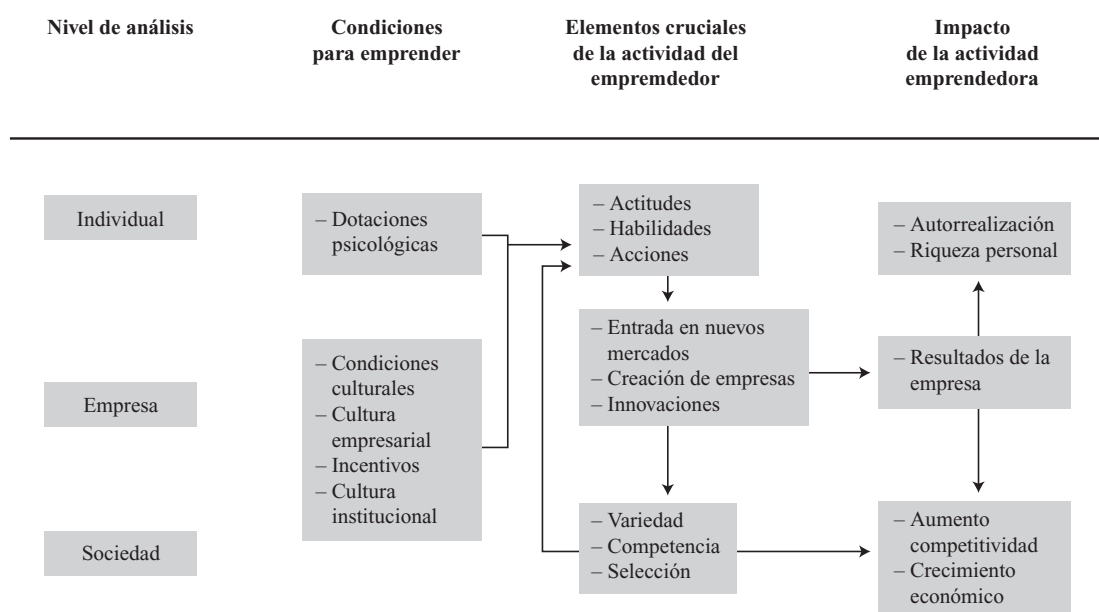 Nivel de análisis
Condiciones
para emprender
Elementos cruciales
de la actividad del
empremdedor
Impacto
de la actividad
emprendedora
Individual
– Dotaciones
psicológicas
– Actitudes
– Habilidades
– Acciones
– Autorrealización
– Riqueza personal
Empresa
– Condiciones
culturales
– Cultura
empresarial
– Incentivos
– Cultura
institucional
– Entrada en nuevos
mercados
– Creación de empresas
– Innovaciones
– Resultados de la
empresa
Sociedad
– Variedad
– Competencia
– Selección
– Aumento
competitividad
– Crecimiento
económico